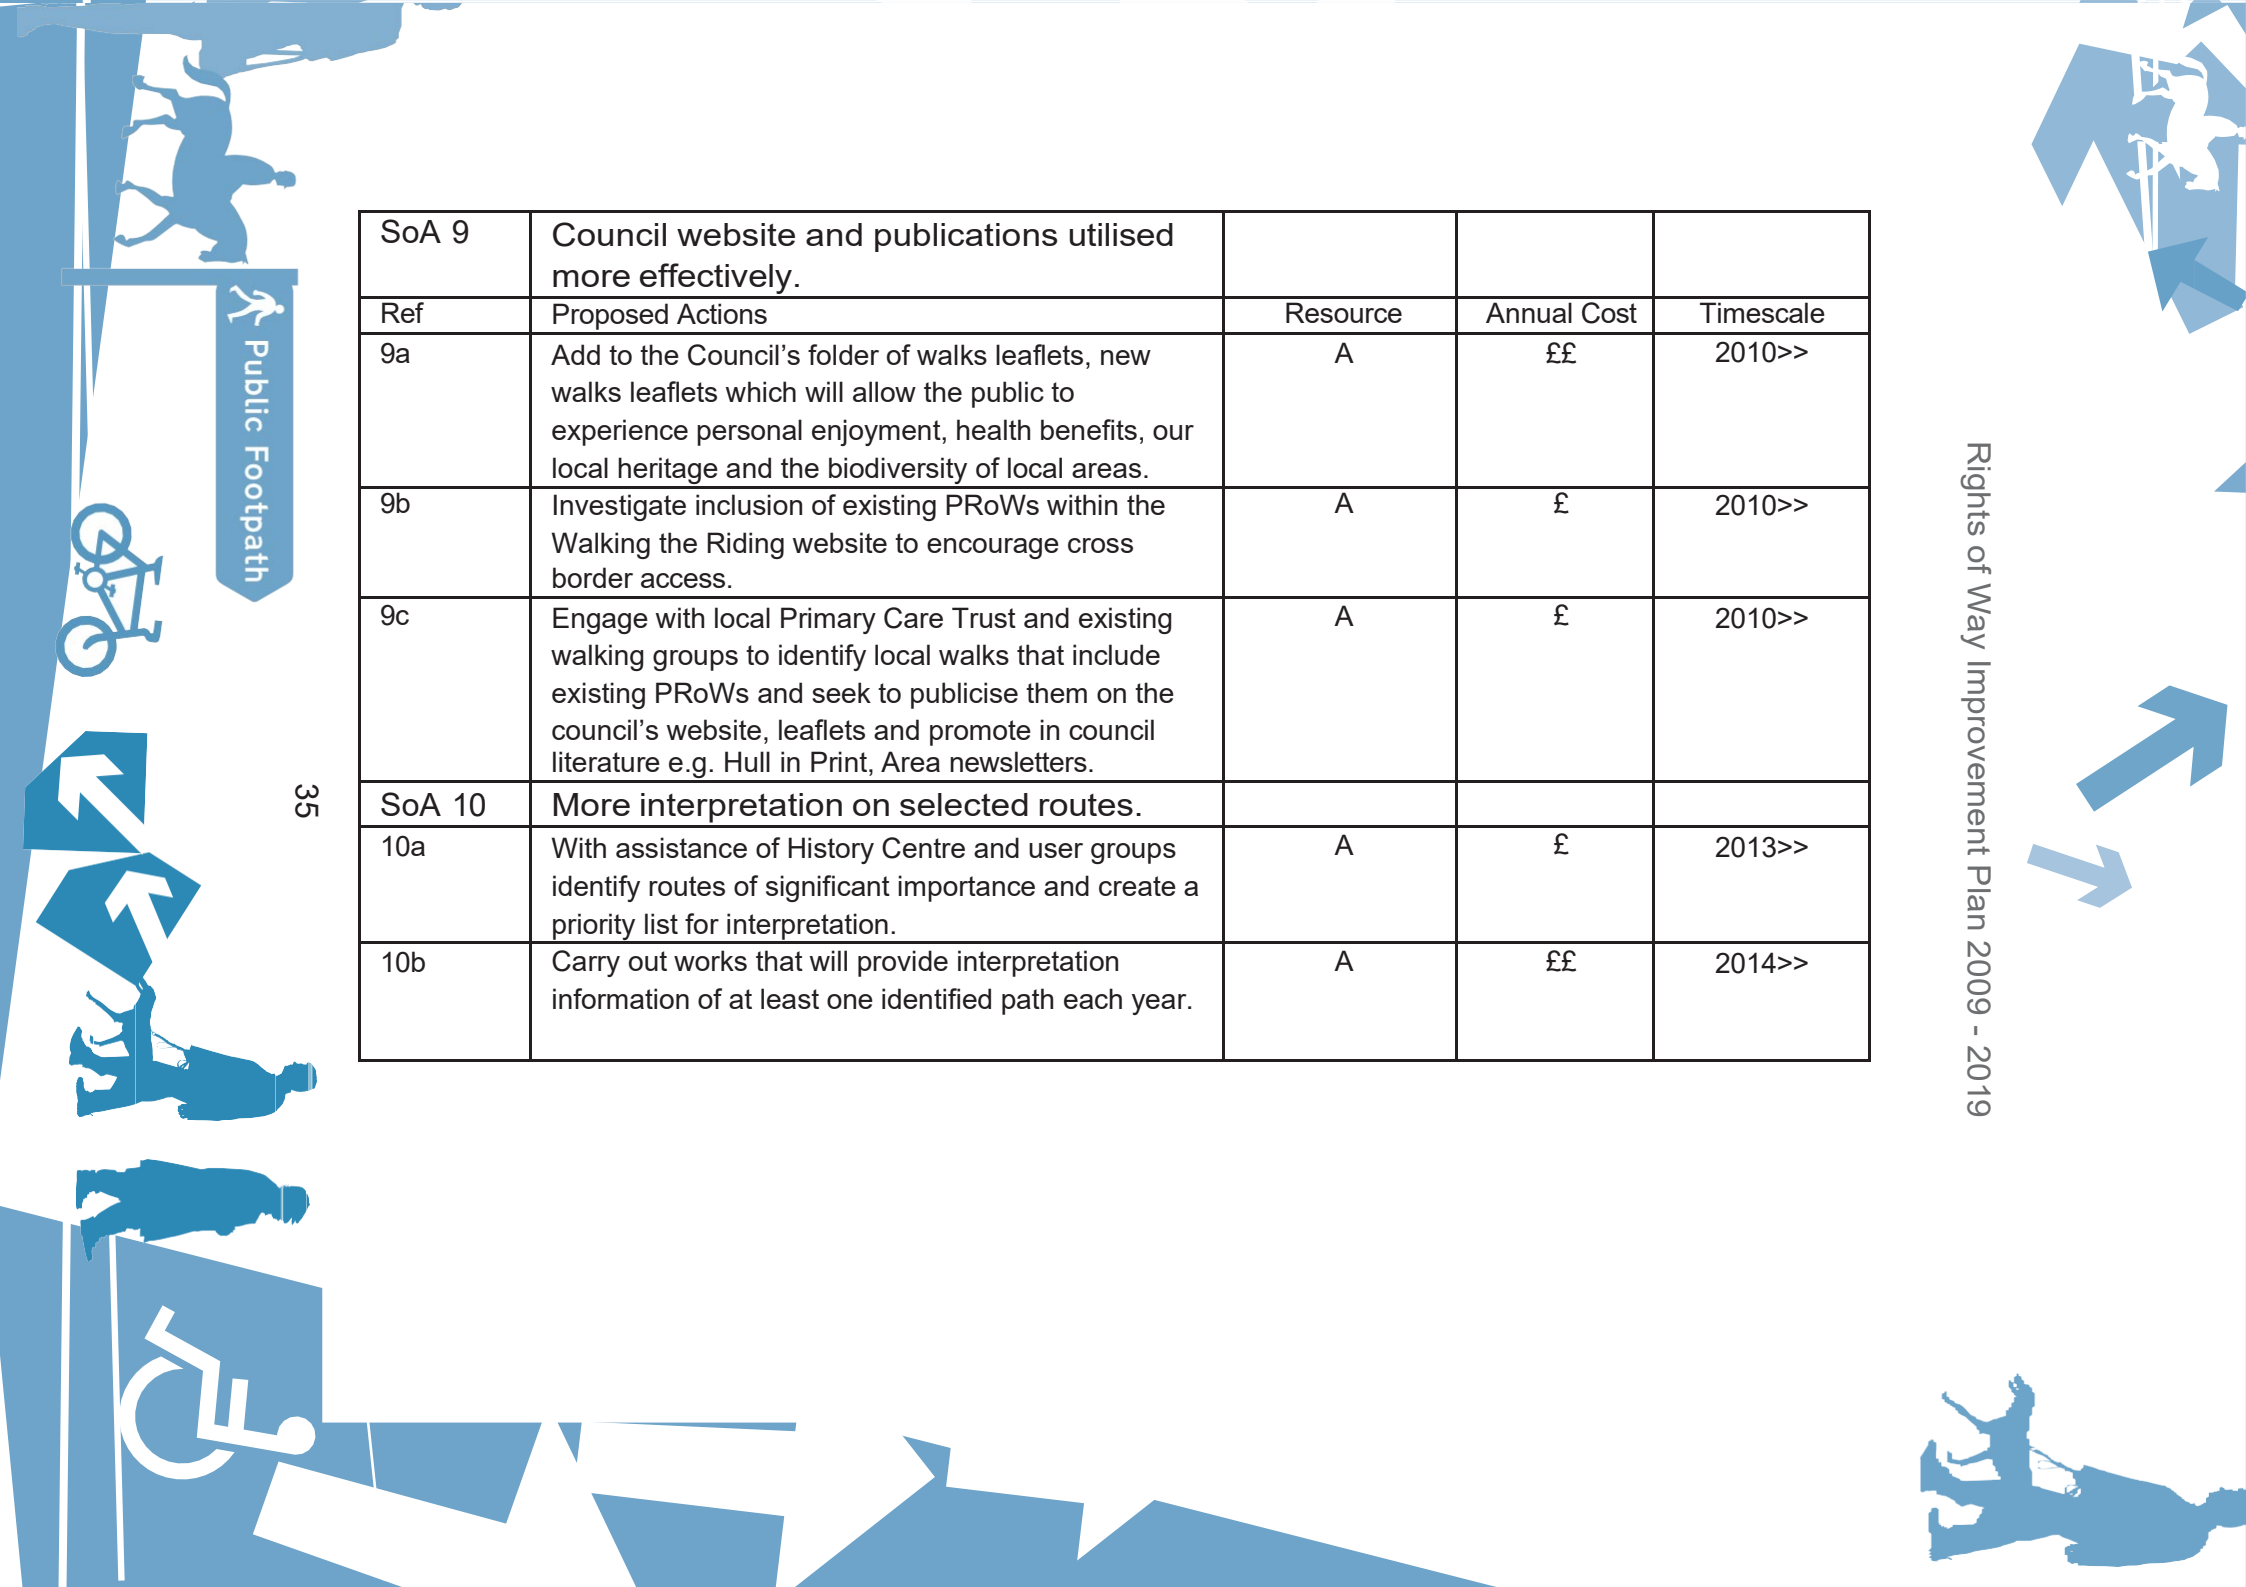 SoA 9
Council website and publications utilised
more effectively.
Ref
Proposed Actions
Resource
Annual Cost
Timescale
9a
Add to the Council’s folder of walks leaflets, new
walks leaflets which will allow the public to
experience personal enjoyment, health benefits, our
local heritage and the biodiversity of local areas.
A
££
2010>>
9b
Investigate inclusion of existing PRoWs within the
Walking the Riding website to encourage cross
border access.
A
£
2010>>
9c
Engage with local Primary Care Trust and existing
walking groups to identify local walks that include
existing PRoWs and seek to publicise them on the
council’s website, leaflets and promote in council
literature e.g. Hull in Print, Area newsletters.
A
£
2010>>
SoA 10
More interpretation on selected routes.
10a
With assistance of History Centre and user groups
identify routes of significant importance and create a
priority list for interpretation.
A
£
2013>>
10b
Carry out works that will provide interpretation
information of at least one identified path each year.
A
££
2014>>
Public Footpath
35
Rights of Way Improvement Plan 2009 - 2019